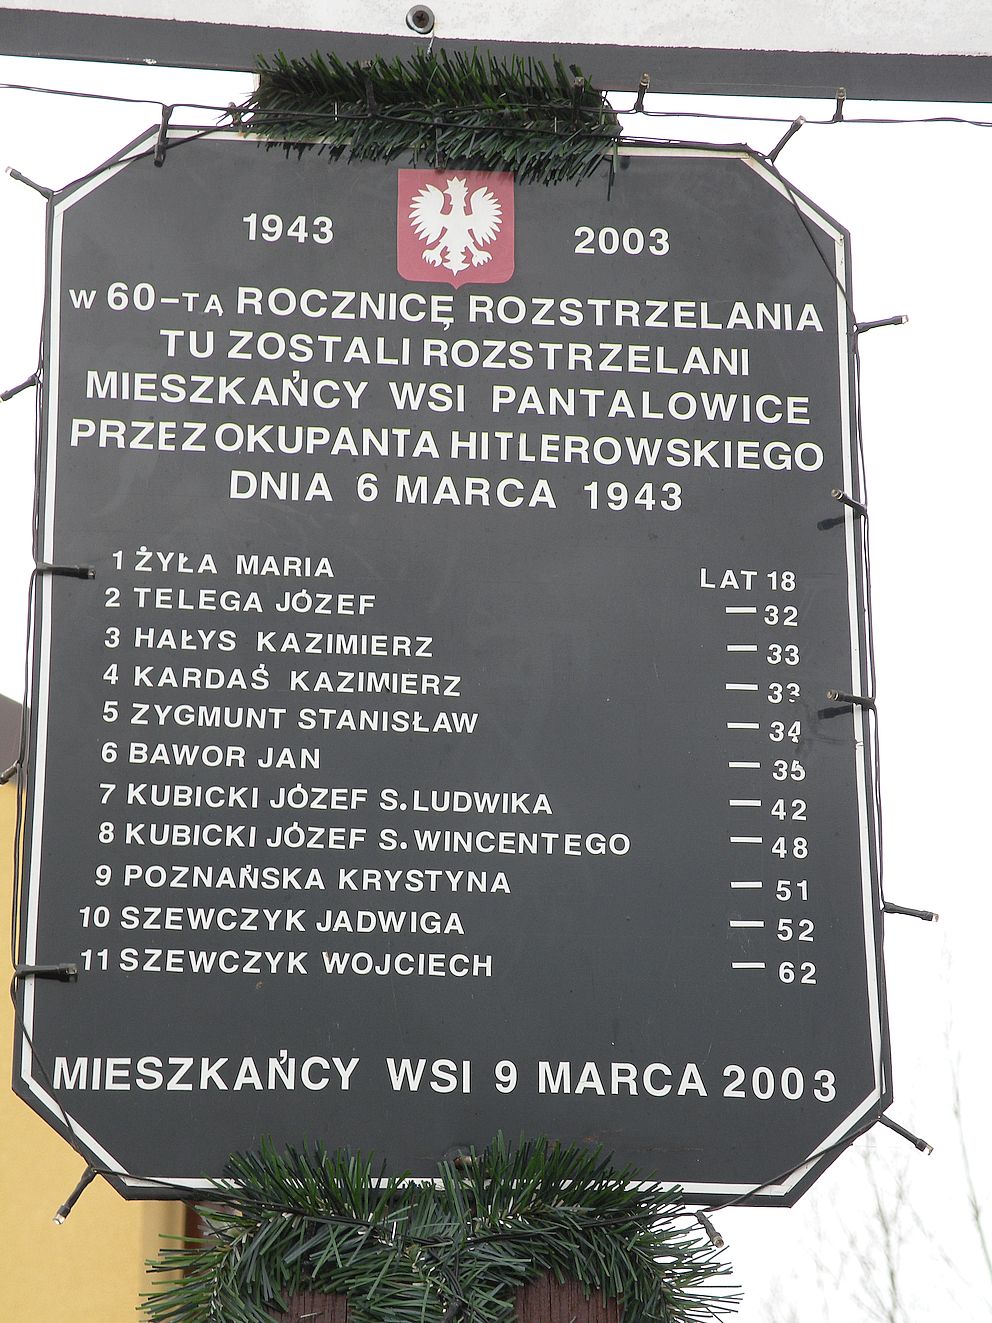 1943 2003
W 60-TĄ ROCZNICĘ ROZSTRZELANIA
TU ZOSTALI ROZSTRZELANI
MIESZKAŃCY WSI PANTALOWICE
PRZEZ OKUPANTA HITLEROWSKIEGO
DNIA 6 MARCA 1943
1 ŻYŁA MARIA LAT 18
2 TELEGA JÓZEF — 32
3 HAŁYS KAZIMIERZ — 33
4 KARDAŚ KAZIMIERZ — 33
5 ZYGMUNT STANISŁAW — 34
6 BAWOR JAN — 35
7 KUBICKI JÓZEF S. LUDWIKA — 42
8 KUBICKI JÓZEF S. WINCENTEGO — 48
9 POZNAŃSKA KRYSTYNA — 51
10 SZEWCZYK JADWIGA — 52
11 SZEWCZYK WOJCIECH — 62
MIESZKAŃCY WSI 9 MARCA 2003